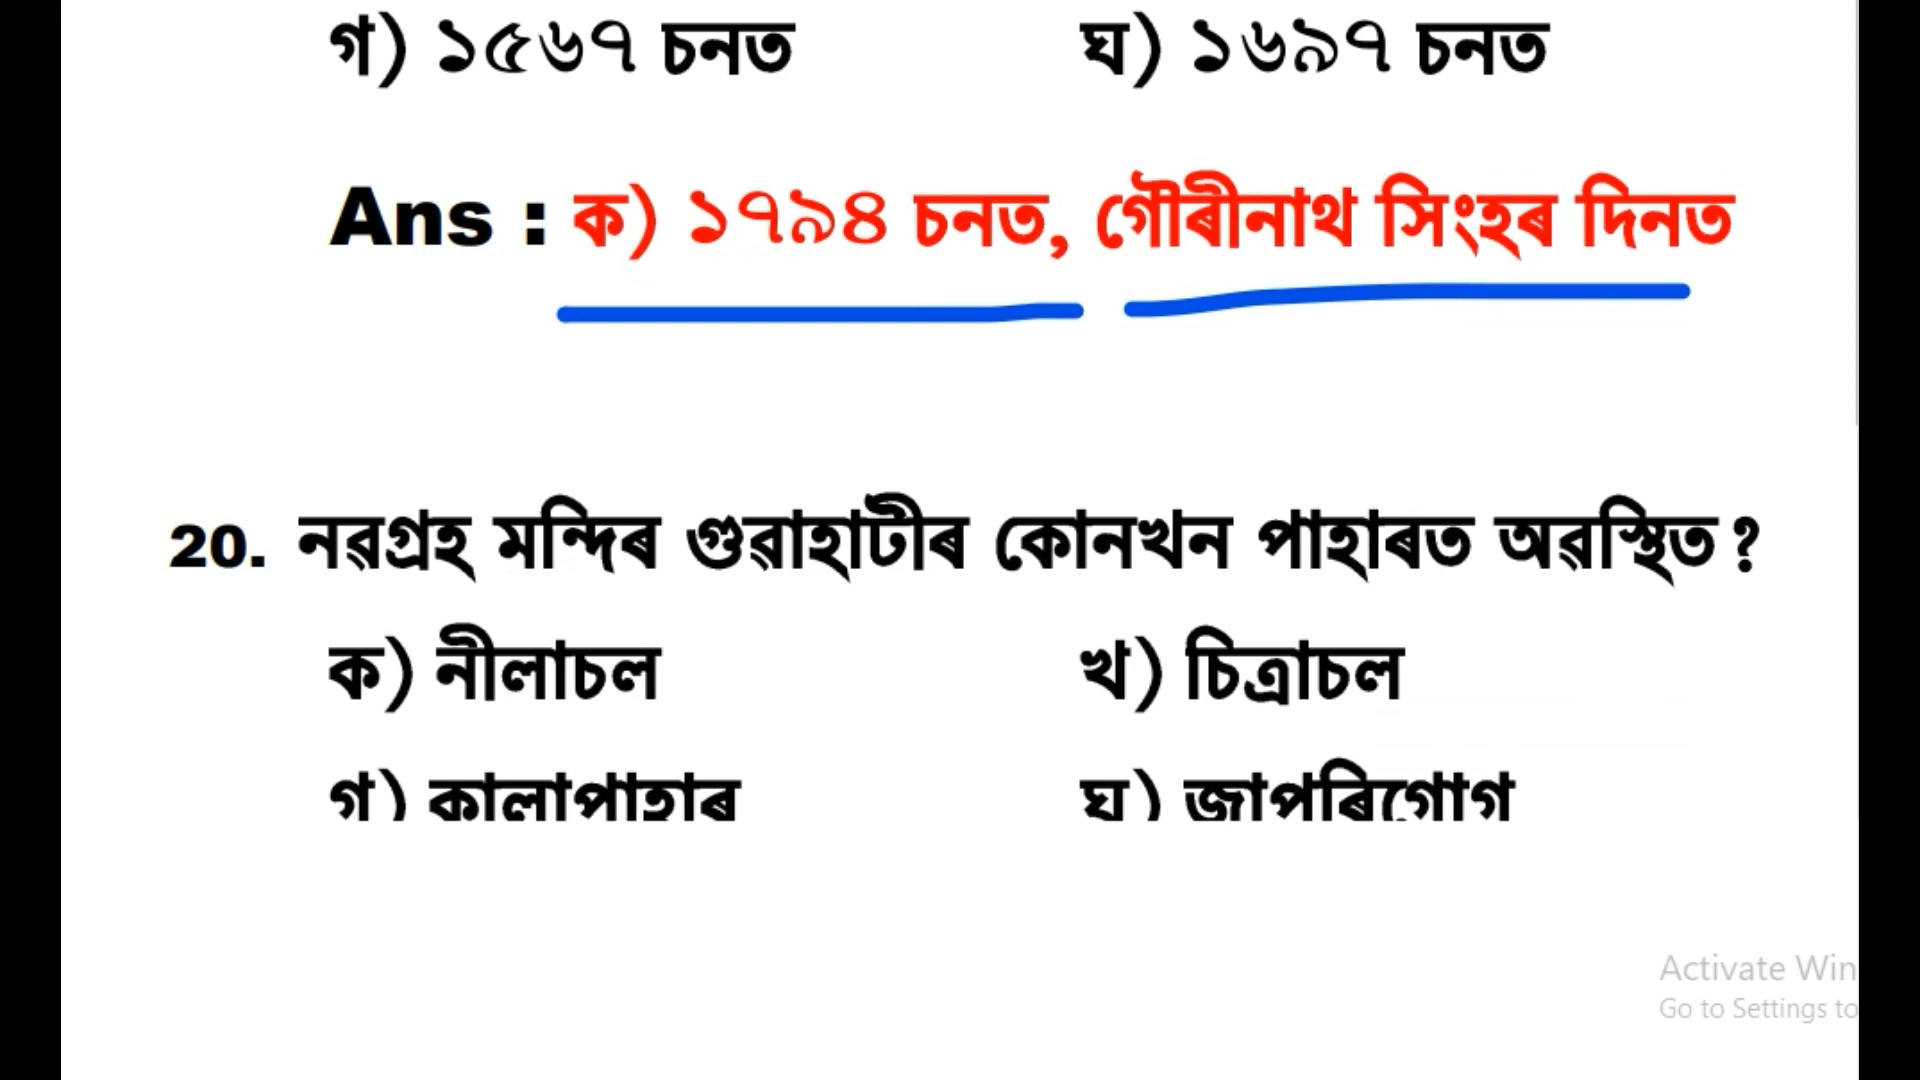 গ) ১৫৬৭ চনত ঘ) ১৬৯৭ চনত
Ans : ক) ১৭৯৪ চনত, গৌৰীনাথ সিংহৰ দিনত
20. নৱগ্ৰহ মন্দিৰ গুৱাহাটীৰ কোনখন পাহাৰত অৱস্থিত ?
ক) নীলাচল খ) চিত্ৰাচল
গ) কালাপাহাৰ ঘ) জাপৰিগোগ
Activate Win
Go to Settings to